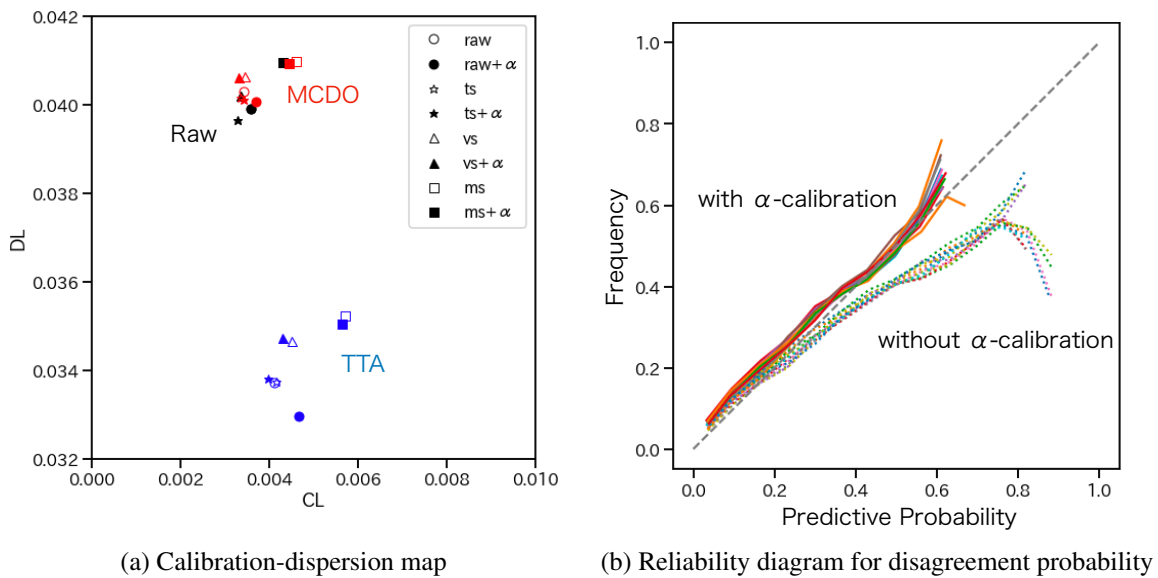 0.042
0.040
0.038
0.036
0.034
0.032
DL
0.000
0.002
0.004
0.006
0.008
0.010
CL
raw
raw+ α
ts
ts+ α
vs
vs+ α
ms
ms+ α
MCDO
Raw
TTA
(a) Calibration-dispersion map
1.0
0.8
0.6
0.4
0.2
0.0
Frequency
with α-calibration
without α-calibration
0.0
0.2
0.4
0.6
0.8
1.0
Predictive Probability
(b) Reliability diagram for disagreement probability